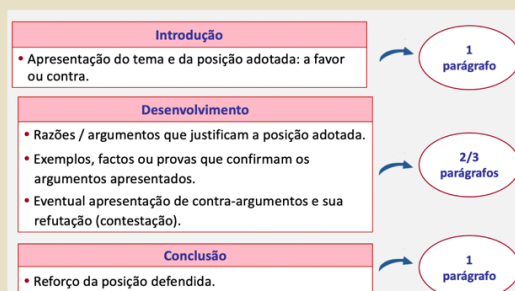 Introdução
• Apresentação do tema e da posição adotada: a favor
ou contra.
1
parágrafo
Desenvolvimento
• Razões / argumentos que justificam a posição adotada.
• Exemplos, factos ou provas que confirmam os
argumentos apresentados.
• Eventual apresentação de contra-argumentos e sua
refutação (contestação).
2/3
parágrafos
Conclusão
• Reforço da posição defendida.
1
parágrafo